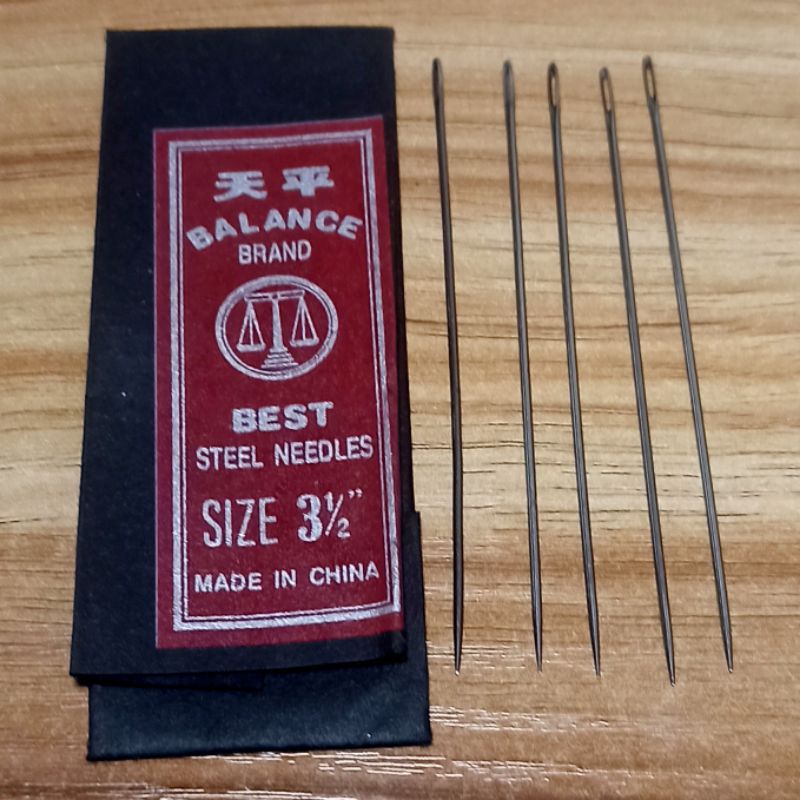 天平
BALANCE
BRAND
BEST
STEEL NEEDLES
SIZE 3½"
MADE IN CHINA